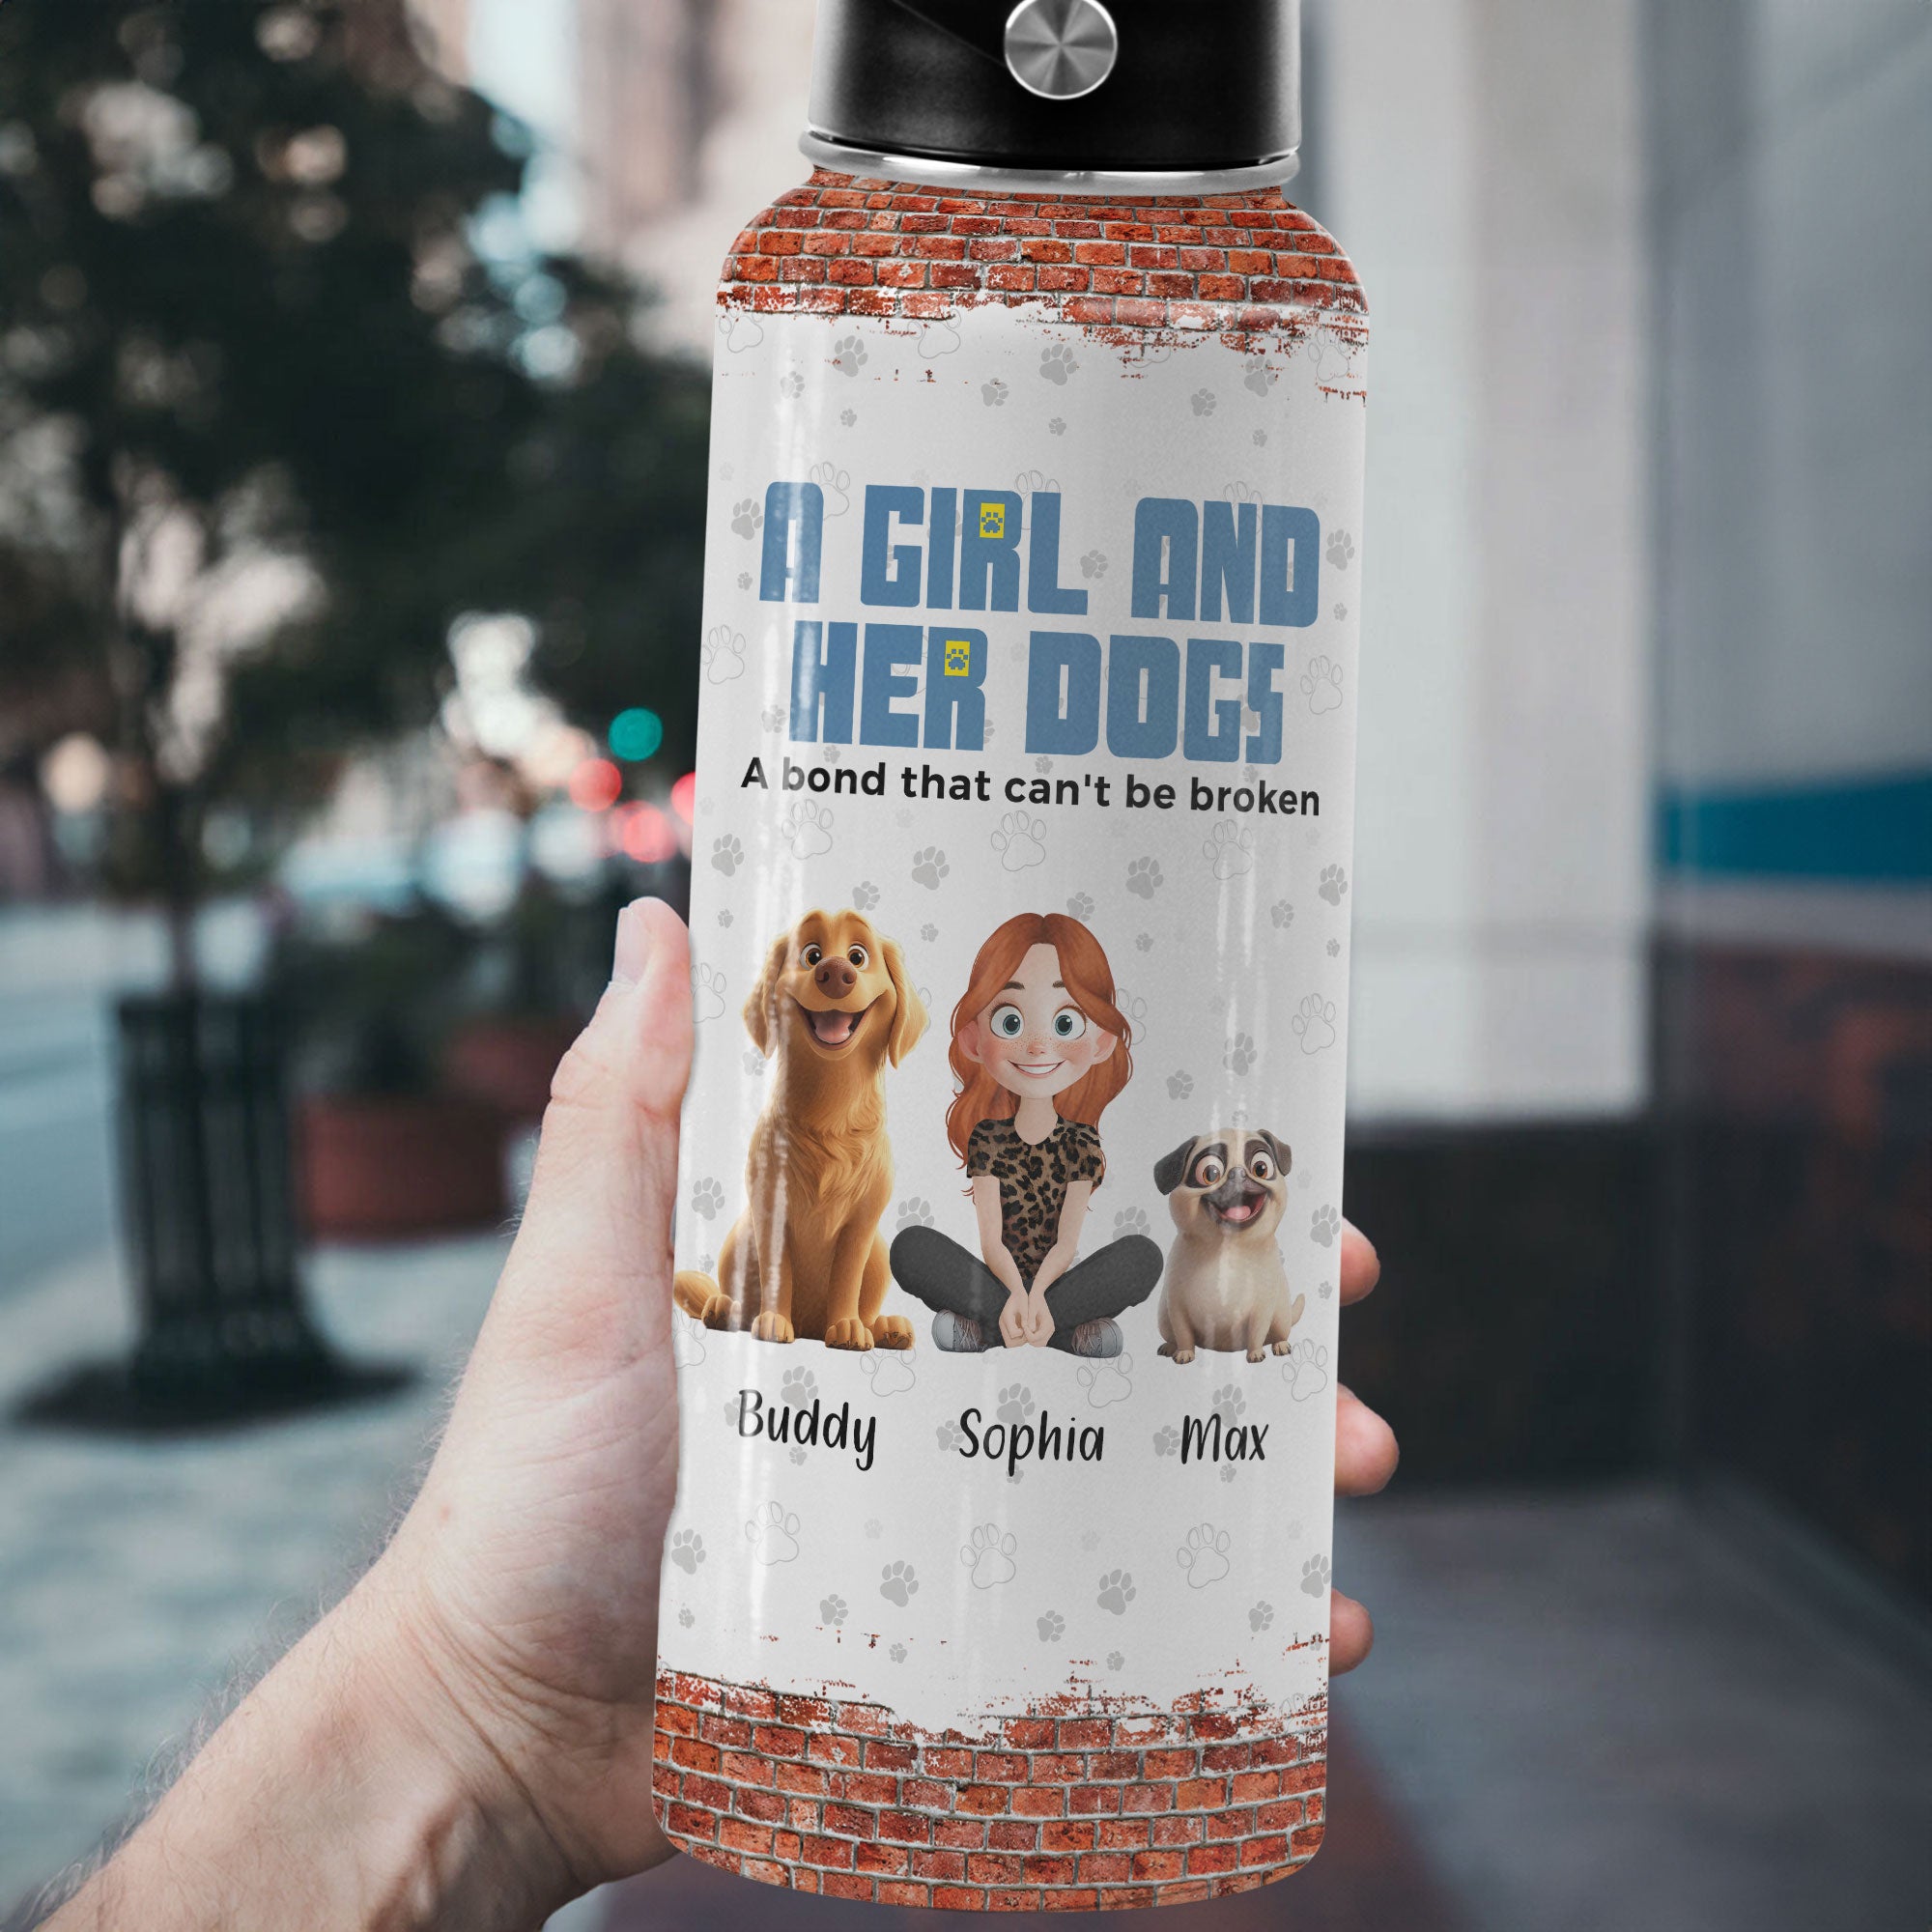 A GIRL AND
HER DOGS
A bond that can't be broken
Buddy Sophia Max